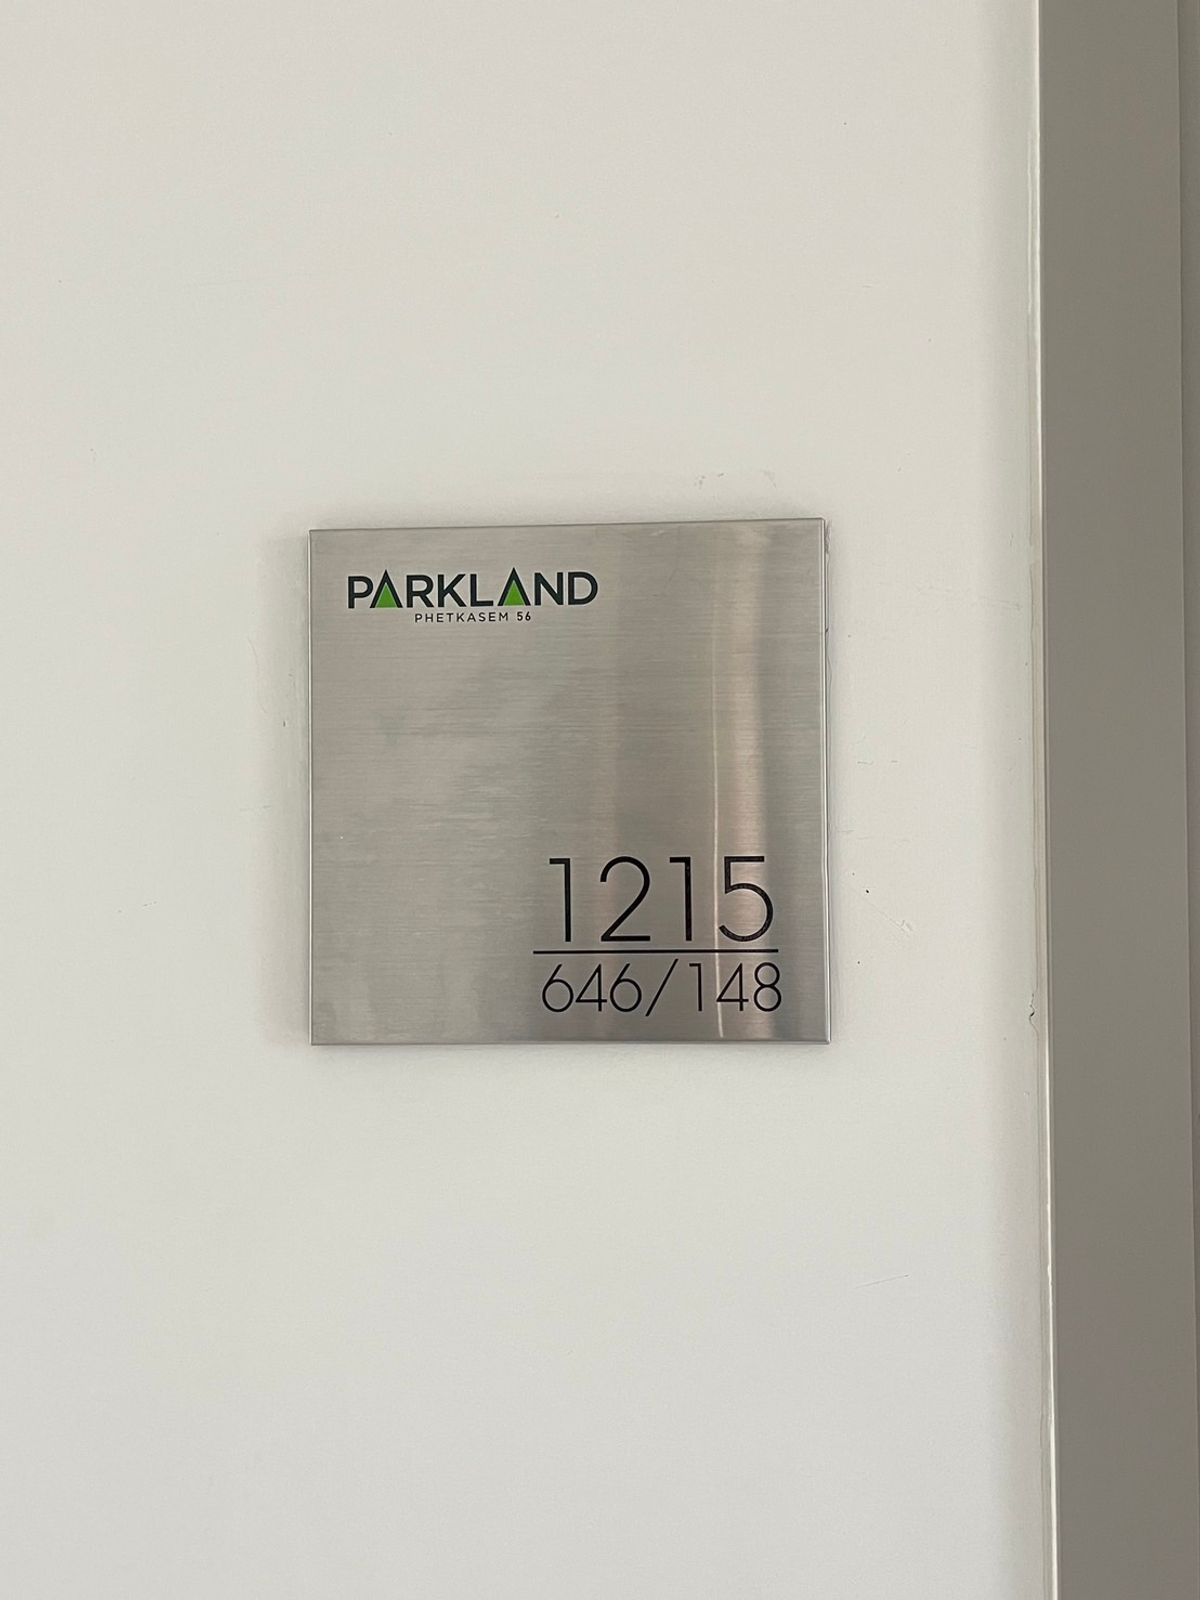 PARKLAND
PHETKASEM 56
1215
646/148